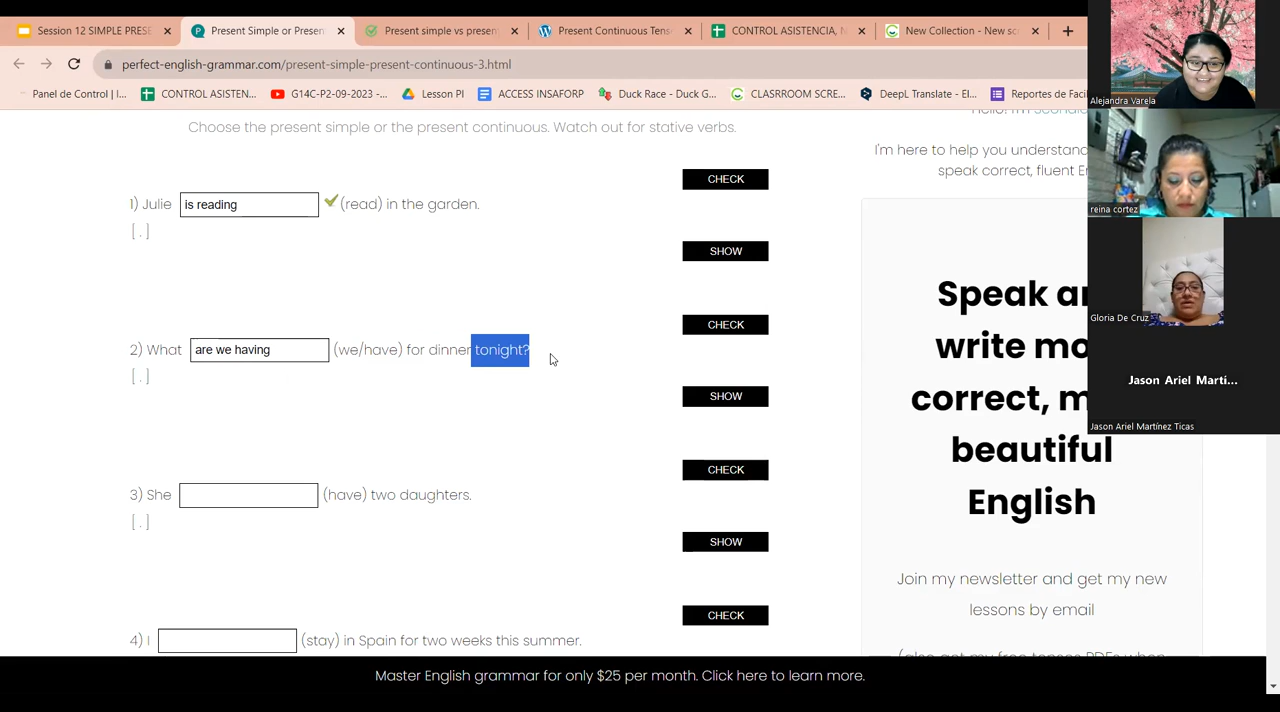 Session 12 SIMPLE PRESE
Present Simple or Presen
Present simple vs presen
Present Continuous Tens
CONTROL ASISTENCIA, N
New Collection - New sc
perfect-english-grammar.com/present-simple-present-continuous-3.html
Panel de Control | I...
CONTROL ASISTEN...
G14C-P2-09-2023 -...
Lesson PI
ACCESS INSAFORP
Duck Race - Duck G...
CLASRROOM SCRE...
DeepL Translate - El...
Reportes de Facil
Choose the present simple or the present continuous. Watch out for stative verbs.
1) Julie is reading (read) in the garden.
[ . ]
CHECK
SHOW
2) What are we having (we/have) for dinner tonight?
[ . ]
CHECK
SHOW
3) She (have) two daughters.
[ . ]
CHECK
SHOW
4) I (stay) in Spain for two weeks this summer.
CHECK
I'm here to help you understand
speak correct, fluent En
Speak an
write mo
correct, m
beautiful
English
Join my newsletter and get my new
lessons by email
Master English grammar for only $25 per month. Click here to learn more.
Alejandra Varela
reina cortez
Gloria De Cruz
Jason Ariel Martí...
Jason Ariel Martínez Ticas